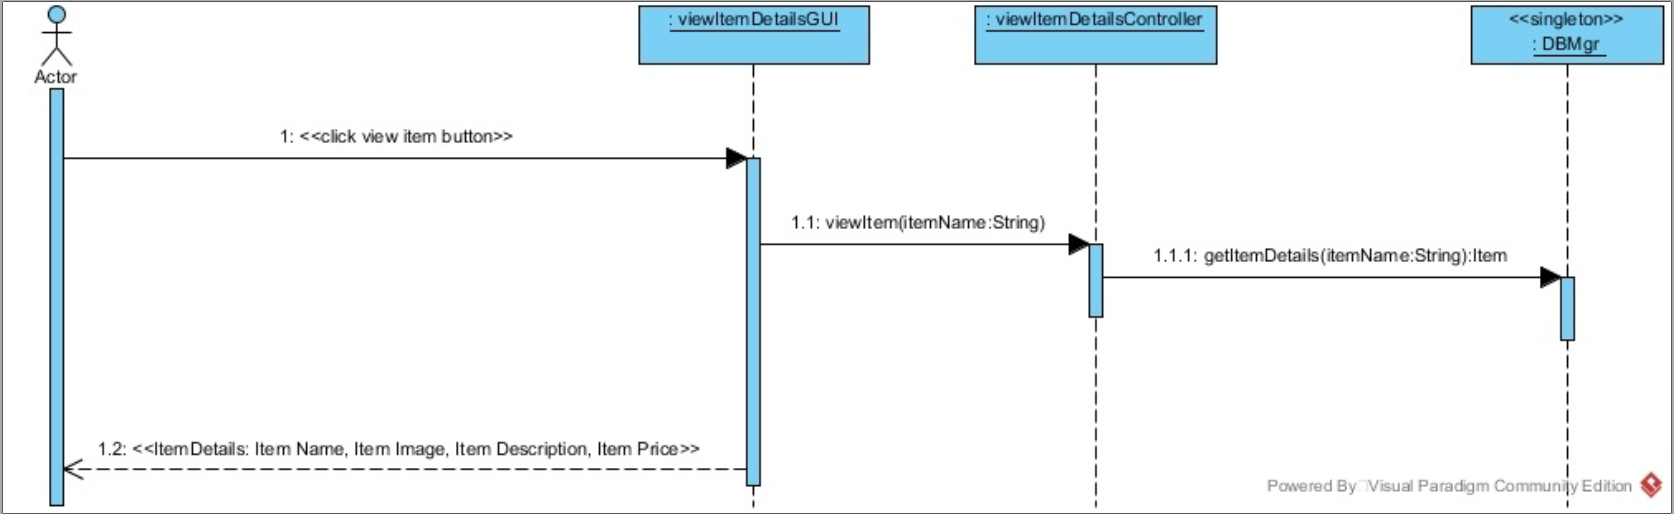 : viewItemDetailsGUI
: viewItemDetailsController
<<singleton>>
: DBMgr
Actor
1: <<click view item button>>
1.1: viewItem(itemName:String)
1.1.1: getItemDetails(itemName:String):Item
1.2: <<ItemDetails: Item Name, Item Image, Item Description, Item Price>>
Powered By Visual Paradigm Community Edition